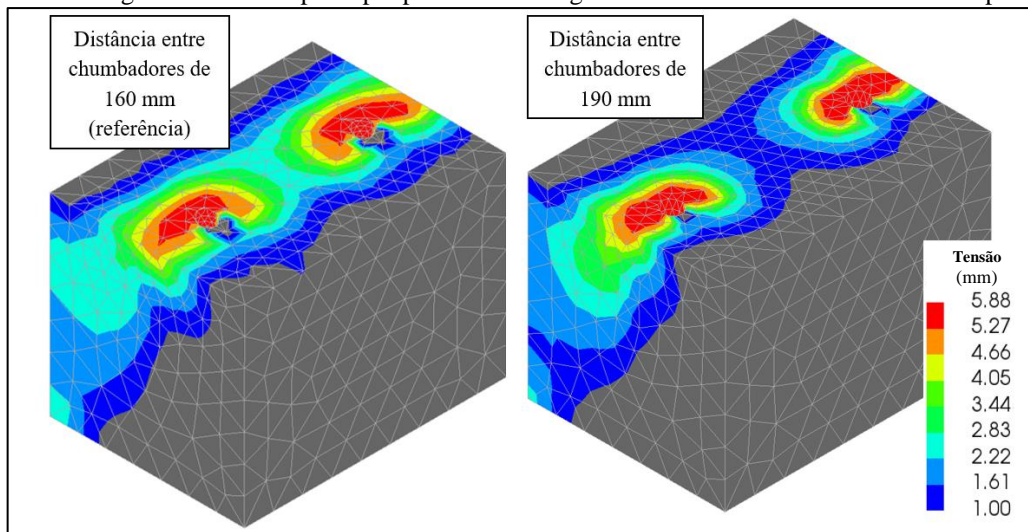 Distância entre
chumbadores de
160 mm
(referência)
Distância entre
chumbadores de
190 mm
Tensão
(mm)
5.88
5.27
4.66
4.05
3.44
2.83
2.22
1.61
1.00